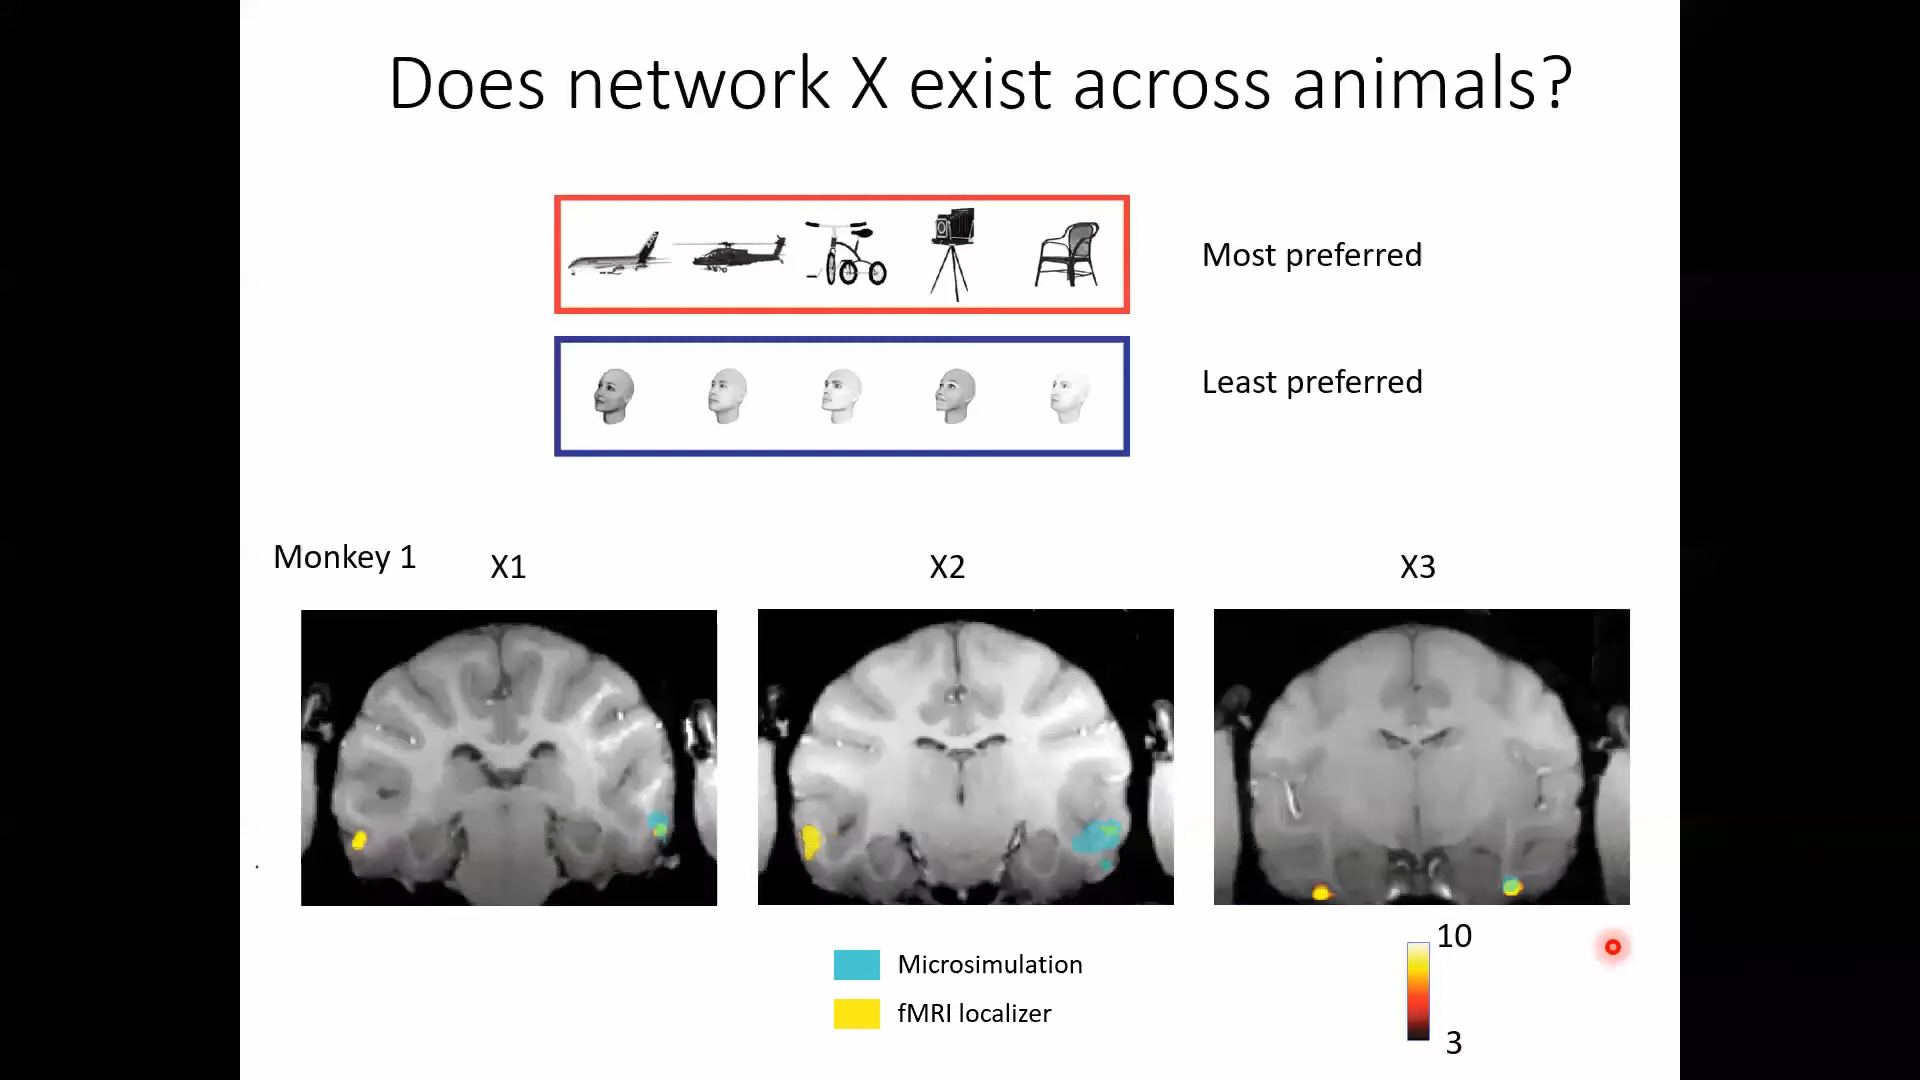 Does network X exist across animals?
Most preferred
Least preferred
Monkey 1
X1
X2
X3
Microsimulation
fMRI localizer
10
3